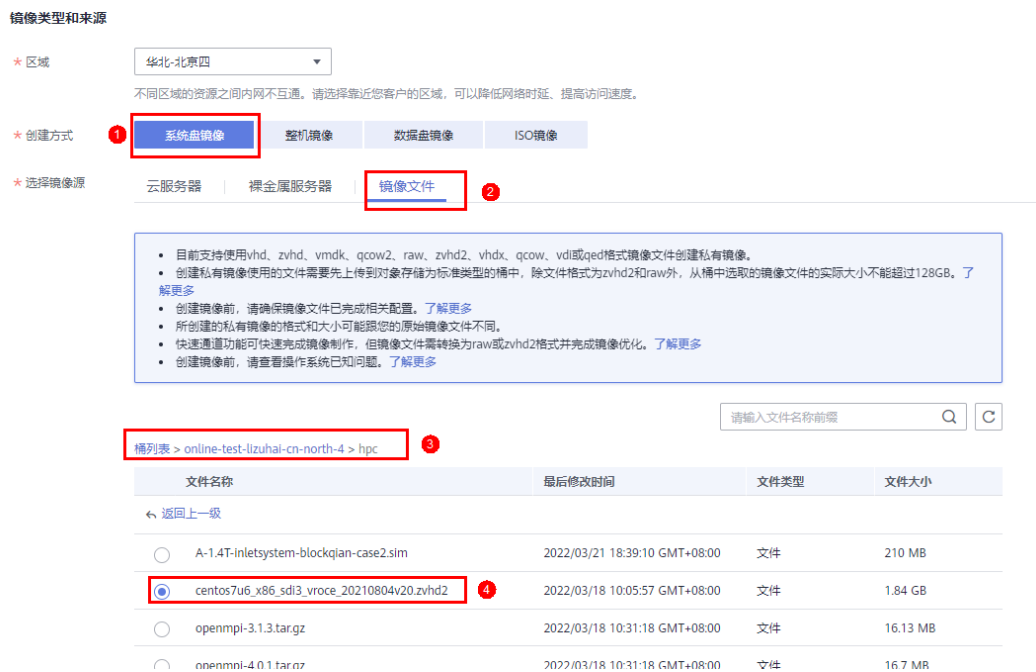 镜像类型和来源
* 区域 华北-北京四
不同区域的资源之间内网不互通。请选择靠近您客户的区域，可以降低网络时延、提高访问速度。
* 创建方式 1 系统盘镜像 整机镜像 数据盘镜像 ISO镜像
* 选择镜像源 云服务器 裸金属服务器 镜像文件 2
• 目前支持使用vhd、zvhd、vmdk、qcow2、raw、zvhd2、vhdx、qcow、vdi或qed格式镜像文件创建私有镜像。
• 创建私有镜像使用的文件需要先上传到对象存储为标准类型的桶中，除文件格式为zvhd2和raw外，从桶中选取的镜像文件的实际大小不能超过128GB。了
解更多
• 创建镜像前，请确保镜像文件已完成相关配置。了解更多
• 所创建的私有镜像的格式和大小可能跟您的原始镜像文件不同。
• 快速通道功能可快速完成镜像制作，但镜像文件需转换为raw或zvhd2格式并完成镜像优化。了解更多
• 创建镜像前，请查看操作系统已知问题。了解更多
请输入文件名称前缀
桶列表 > online-test-lizuhai-cn-north-4 > hpc 3
文件名称 最后修改时间 文件类型 文件大小
返回上一级
A-1.4T-inletsystem-blockqian-case2.sim 2022/03/21 18:39:10 GMT+08:00 文件 210 MB
centos7u6_x86_sdi3_vroce_20210804v20.zvhd2 4 2022/03/18 10:05:57 GMT+08:00 文件 1.84 GB
openmpi-3.1.3.tar.gz 2022/03/18 10:31:18 GMT+08:00 文件 16.13 MB
openmpi-4.0.1.tar.gz 2022/03/18 10:31:18 GMT+08:00 文件 16.7 MB